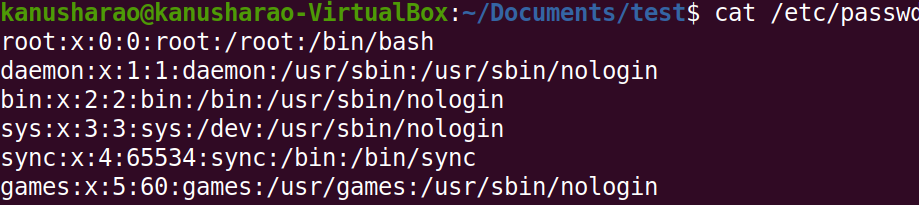 kanusharao@kanusharao-VirtualBox:~/Documents/test$ cat /etc/passwd
root:x:0:0:root:/root:/bin/bash
daemon:x:1:1:daemon:/usr/sbin:/usr/sbin/nologin
bin:x:2:2:bin:/bin:/usr/sbin/nologin
sys:x:3:3:sys:/dev:/usr/sbin/nologin
sync:x:4:65534:sync:/bin:/bin/sync
games:x:5:60:games:/usr/games:/usr/sbin/nologin